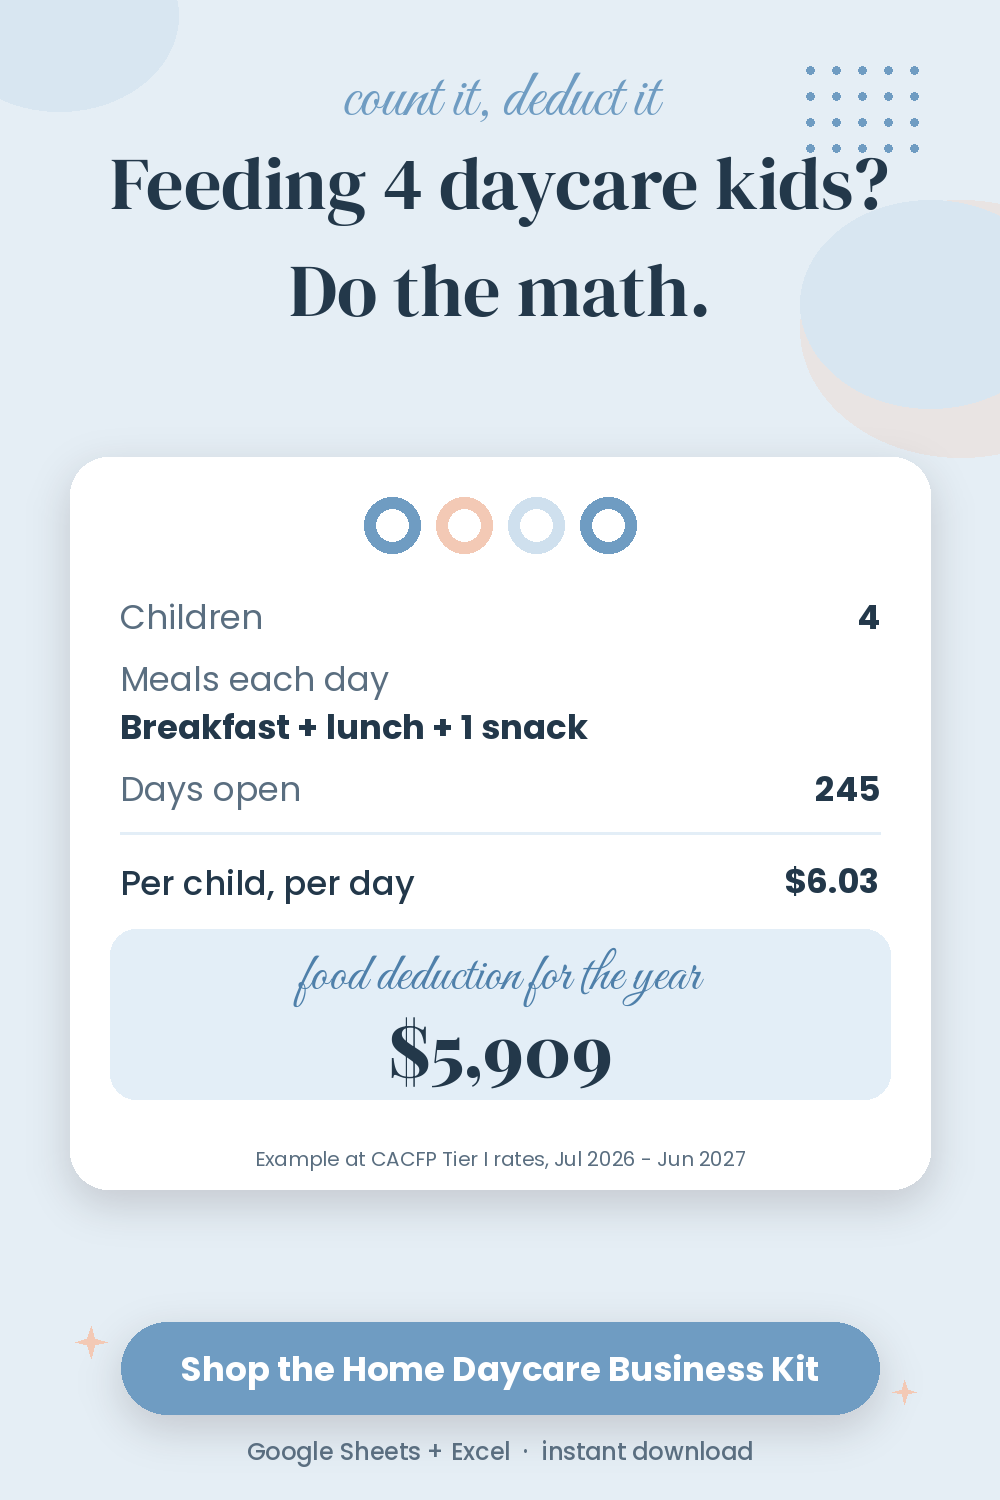 count it, deduct it
Feeding 4 daycare kids?
Do the math.
Children 4
Meals each day
Breakfast + lunch + 1 snack
Days open 245
Per child, per day $6.03
food deduction for the year
$5,909
Example at CACFP Tier I rates, Jul 2026 - Jun 2027
Shop the Home Daycare Business Kit
Google Sheets + Excel · instant download